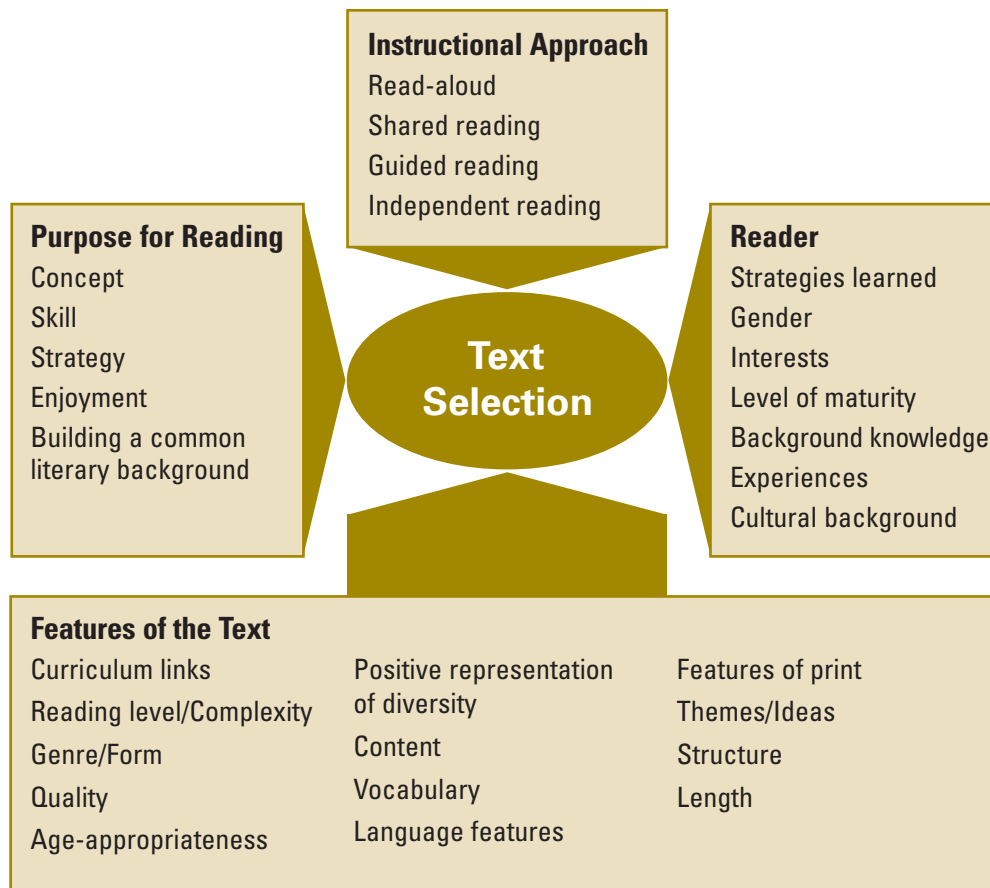 Instructional Approach
Read-aloud
Shared reading
Guided reading
Independent reading
Purpose for Reading
Concept
Skill
Strategy
Enjoyment
Building a common
literary background
Text
Selection
Reader
Strategies learned
Gender
Interests
Level of maturity
Background knowledge
Experiences
Cultural background
Features of the Text
Curriculum links
Reading level/Complexity
Genre/Form
Quality
Age-appropriateness
Positive representation
of diversity
Content
Vocabulary
Language features
Features of print
Themes/Ideas
Structure
Length